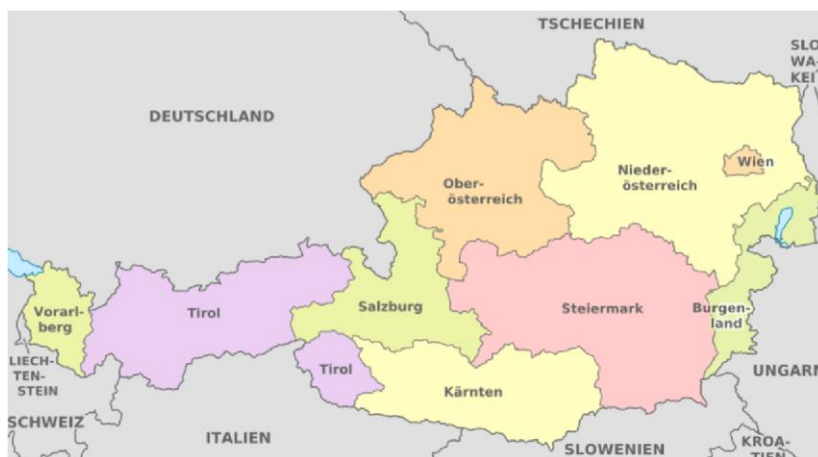 TSCHECHIEN
SLO
WA-
KEI
DEUTSCHLAND
Ober-
österreich
Nieder-
österreich
Wien
Vorarl-
berg
Tirol
Salzburg
Steiermark
Burgen-
land
LIECH-
TEN-
STEIN
Tirol
Kärnten
UNGARN
SCHWEIZ
ITALIEN
SLOWENIEN
KROA-
TIEN